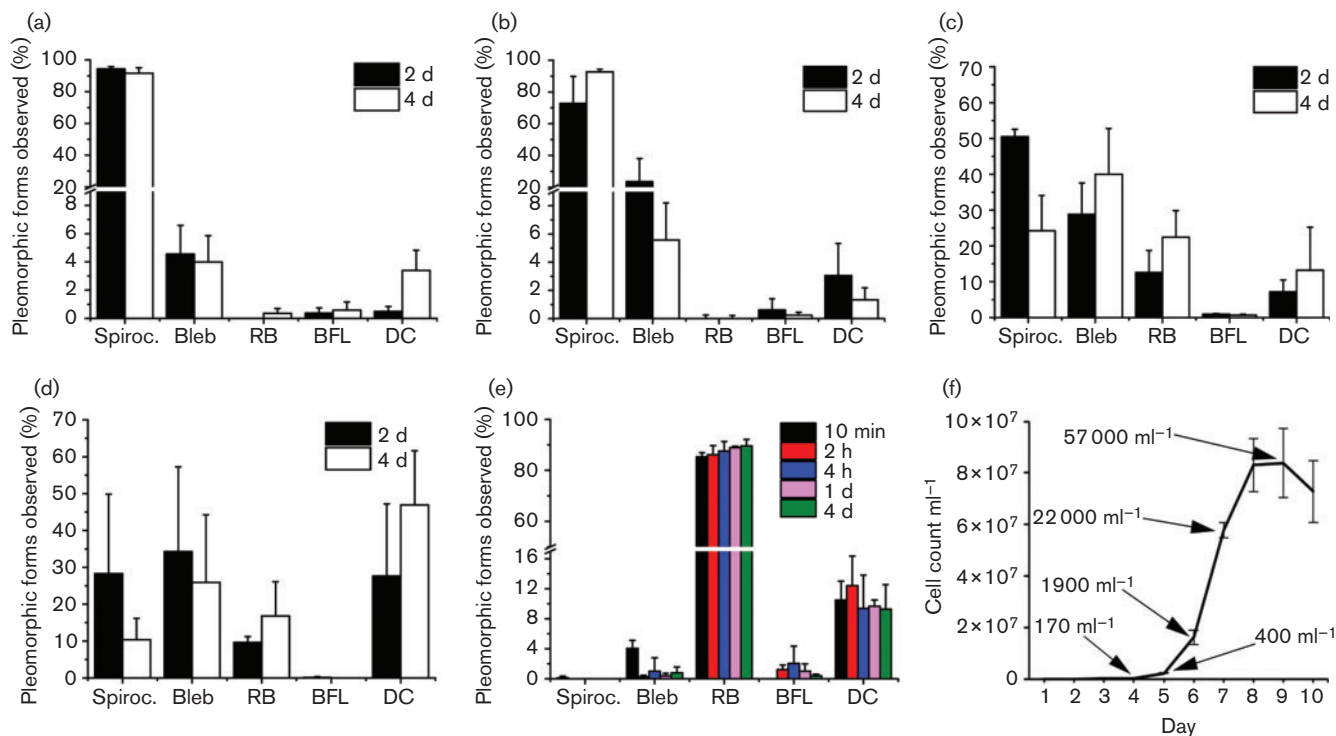 (a)
Pleomorphic forms observed (%)
100
80
60
40
20
8
6
4
2
0
2 d
4 d
Spiroc. Bleb RB BFL DC
(b)
Pleomorphic forms observed (%)
100
80
60
40
20
8
6
4
2
0
2 d
4 d
Spiroc. Bleb RB BFL DC
(c)
Pleomorphic forms observed (%)
70
60
50
40
30
20
10
0
2 d
4 d
Spiroc. Bleb RB BFL DC
(d)
Pleomorphic forms observed (%)
70
60
50
40
30
20
10
0
2 d
4 d
Spiroc. Bleb RB BFL DC
(e)
Pleomorphic forms observed (%)
100
80
60
16
12
8
4
0
10 min
2 h
4 h
1 d
4 d
Spiroc. Bleb RB BFL DC
(f)
Cell count ml⁻¹
10×10⁷
8×10⁷
6×10⁷
4×10⁷
2×10⁷
0
57 000 ml⁻¹
22 000 ml⁻¹
1900 ml⁻¹
170 ml⁻¹
400 ml⁻¹
1 2 3 4 5 6 7 8 9 10
Day